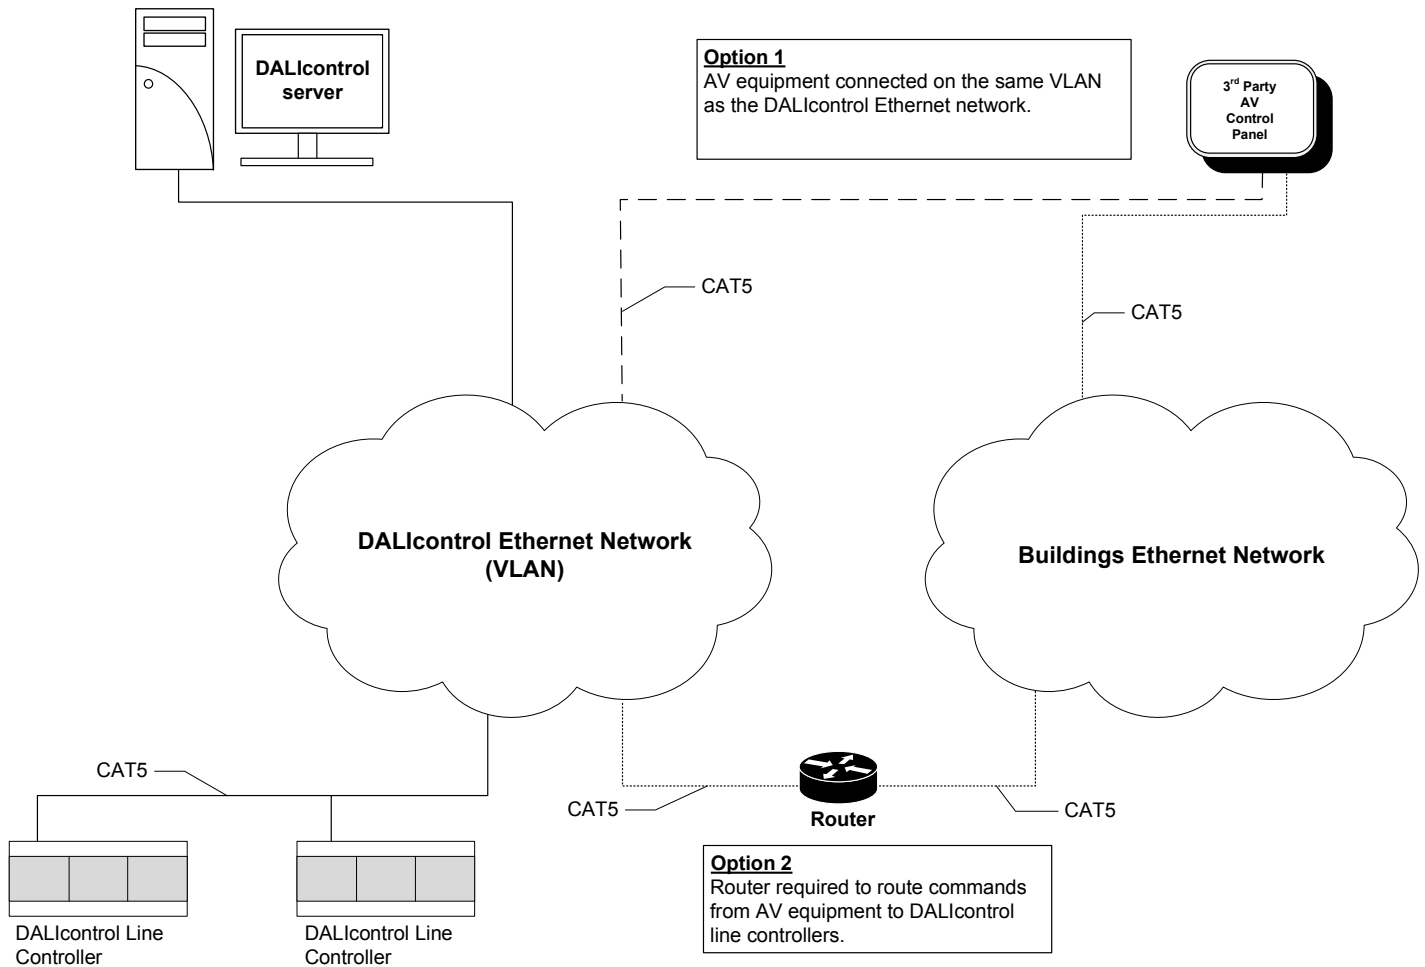 DALIcontrol
server
Option 1
AV equipment connected on the same VLAN
as the DALIcontrol Ethernet network.
3rd Party
AV
Control
Panel
CAT5
CAT5
DALIcontrol Ethernet Network
(VLAN)
Buildings Ethernet Network
CAT5
CAT5
CAT5
Router
Option 2
Router required to route commands
from AV equipment to DALIcontrol
line controllers.
DALIcontrol Line
Controller
DALIcontrol Line
Controller